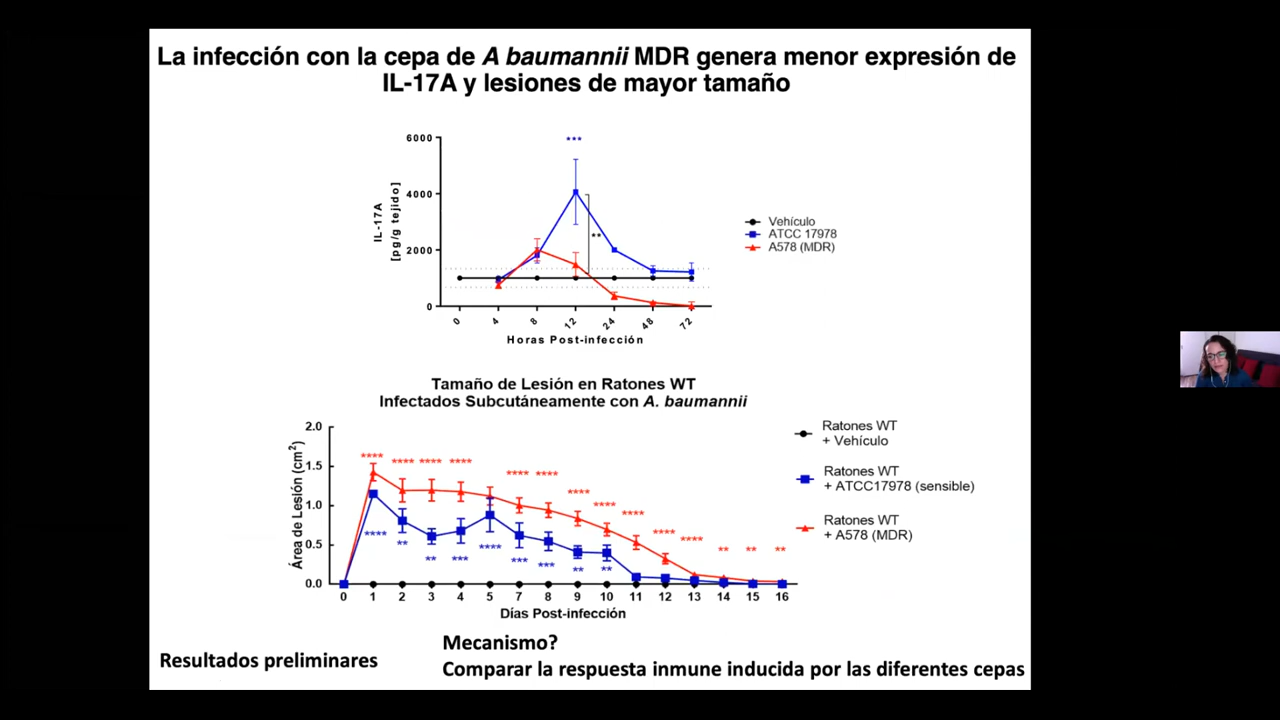 La infección con la cepa de A baumannii MDR genera menor expresión de
IL-17A y lesiones de mayor tamaño
6000
4000
2000
0
IL-17A
[pg/g tejido]
***
**
0 4 8 12 24 48 72
Horas Post-infección
Vehículo
ATCC 17978
A578 (MDR)
Tamaño de Lesión en Ratones WT
Infectados Subcutáneamente con A. baumannii
2.0
1.5
1.0
0.5
0.0
Área de Lesión (cm²)
**** **** **** **** **** **** **** **** **** **** **** ** ** **
**** ** ** *** **** *** *** ** **
0 1 2 3 4 5 7 8 9 10 11 12 13 14 15 16
Días Post-infección
Ratones WT
+ Vehículo
Ratones WT
+ ATCC17978 (sensible)
Ratones WT
+ A578 (MDR)
Resultados preliminares
Mecanismo?
Comparar la respuesta inmune inducida por las diferentes cepas